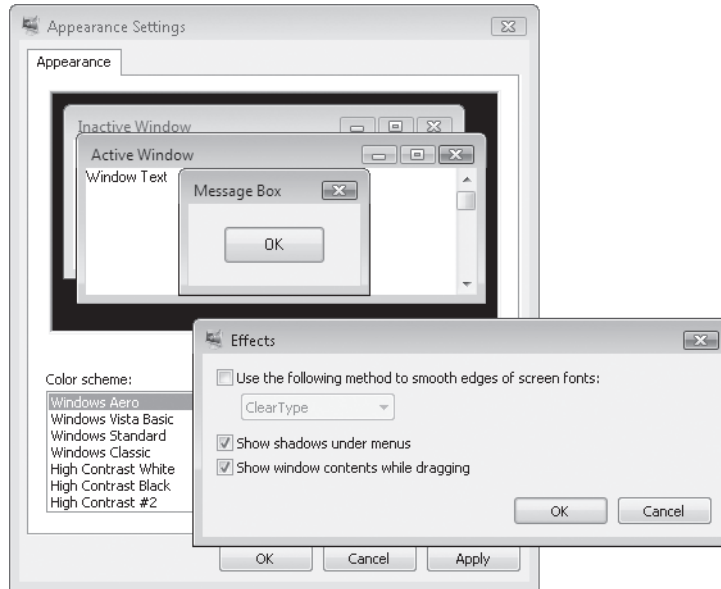 Appearance Settings
Appearance
Inactive Window
Active Window
Window Text
Message Box
OK
Color scheme:
Windows Aero
Windows Vista Basic
Windows Standard
Windows Classic
High Contrast White
High Contrast Black
High Contrast #2
Effects
Use the following method to smooth edges of screen fonts:
ClearType
Show shadows under menus
Show window contents while dragging
OK Cancel
OK Cancel Apply